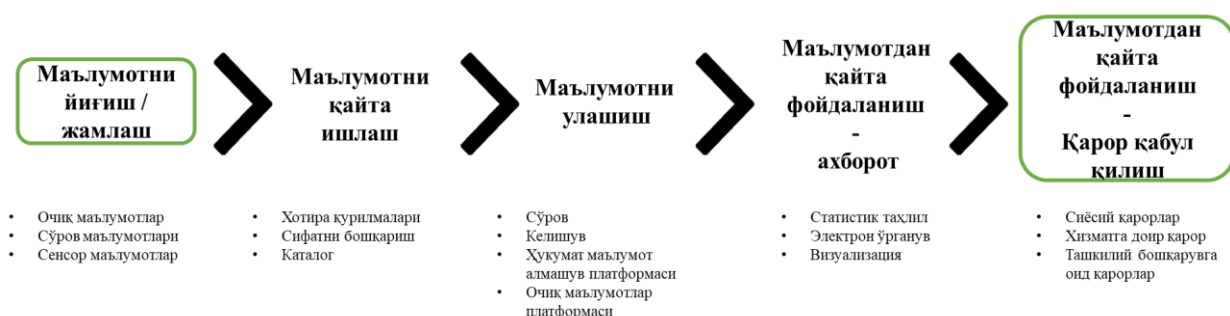 Маълумотни
йиғиш /
жамлаш
Маълумотни
қайта
ишлаш
Маълумотни
улашиш
Маълумотдан
қайта
фойдаланиш
-
ахборот
Маълумотдан
қайта
фойдаланиш
-
Қарор қабул
қилиш
• Очиқ маълумотлар
• Сўров маълумотлари
• Сенсор маълумотлар
• Хотира қурилмалари
• Сифатни бошқариш
• Каталог
• Сўров
• Келишув
• Ҳукумат маълумот
алмашув платформаси
• Очиқ маълумотлар
платформаси
• Статистик таҳлил
• Электрон ўрганув
• Визуализация
• Сиёсий қарорлар
• Хизматга доир қарор
• Ташкилий бошқарувга
оид қарорлар